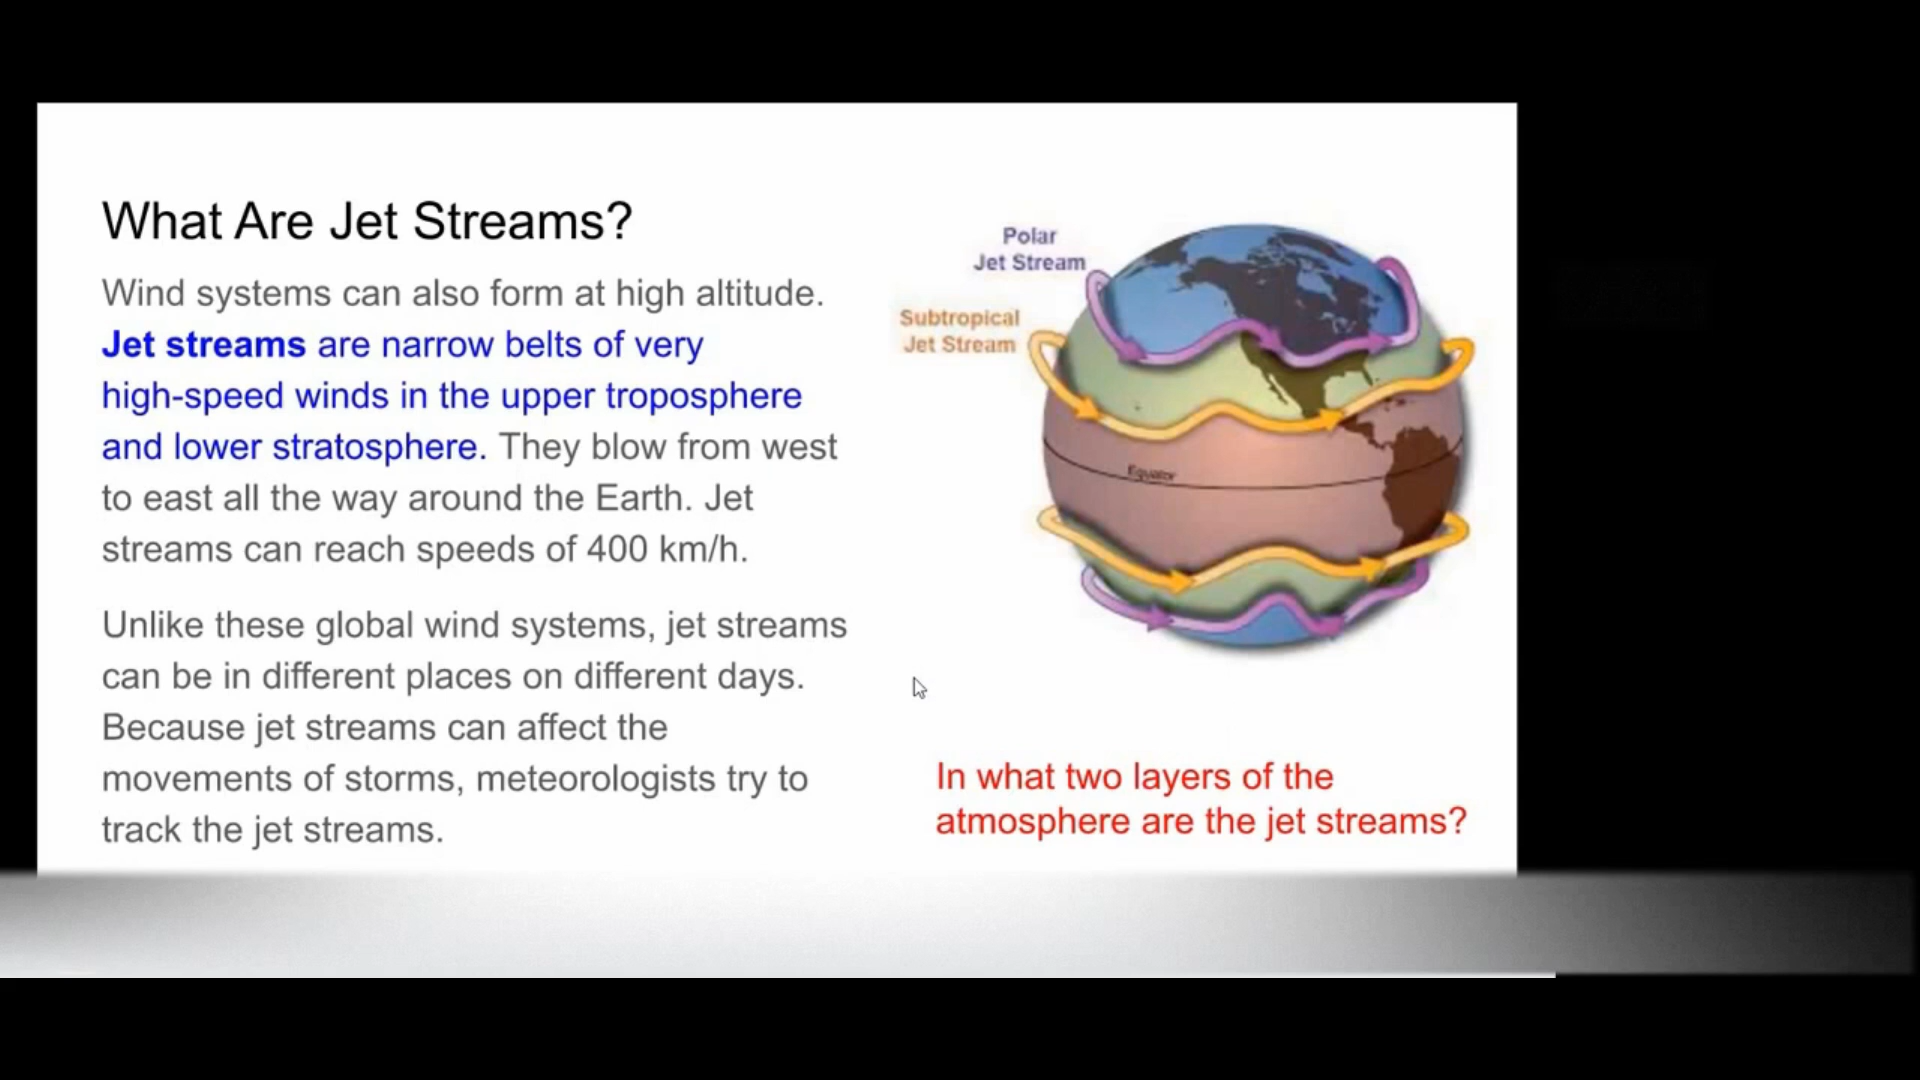 What Are Jet Streams?
Wind systems can also form at high altitude.
Jet streams are narrow belts of very
high-speed winds in the upper troposphere
and lower stratosphere. They blow from west
to east all the way around the Earth. Jet
streams can reach speeds of 400 km/h.
Unlike these global wind systems, jet streams
can be in different places on different days.
Because jet streams can affect the
movements of storms, meteorologists try to
track the jet streams.
Polar
Jet Stream
Subtropical
Jet Stream
Equator
In what two layers of the
atmosphere are the jet streams?